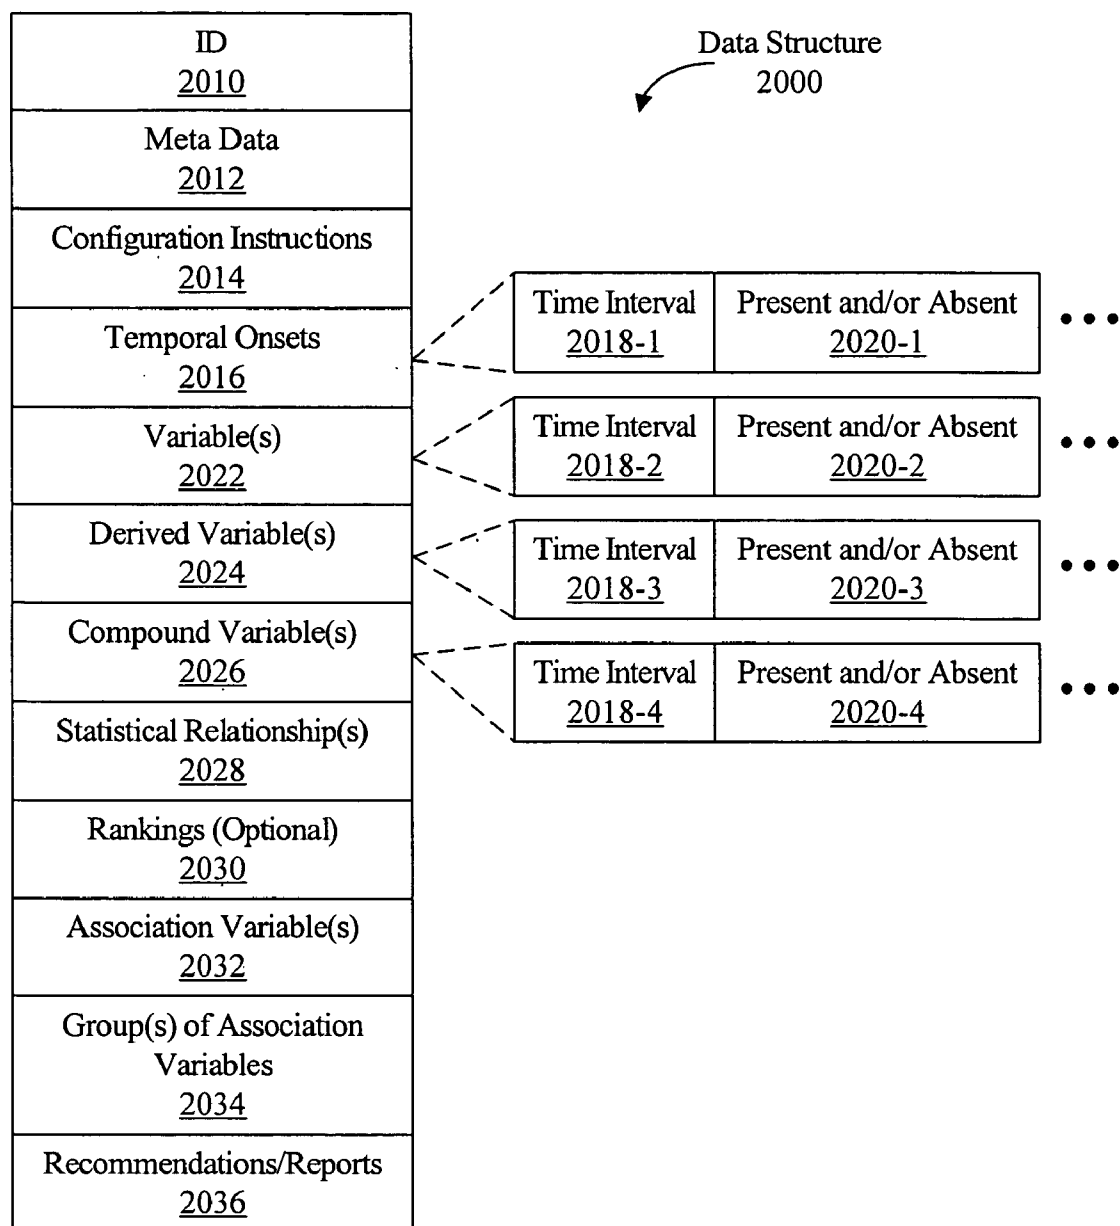 ID
2010
Data Structure
2000
Meta Data
2012
Configuration Instructions
2014
Temporal Onsets
2016
Time Interval
2018-1
Present and/or Absent
2020-1
Variable(s)
2022
Time Interval
2018-2
Present and/or Absent
2020-2
Derived Variable(s)
2024
Time Interval
2018-3
Present and/or Absent
2020-3
Compound Variable(s)
2026
Time Interval
2018-4
Present and/or Absent
2020-4
Statistical Relationship(s)
2028
Rankings (Optional)
2030
Association Variable(s)
2032
Group(s) of Association
Variables
2034
Recommendations/Reports
2036